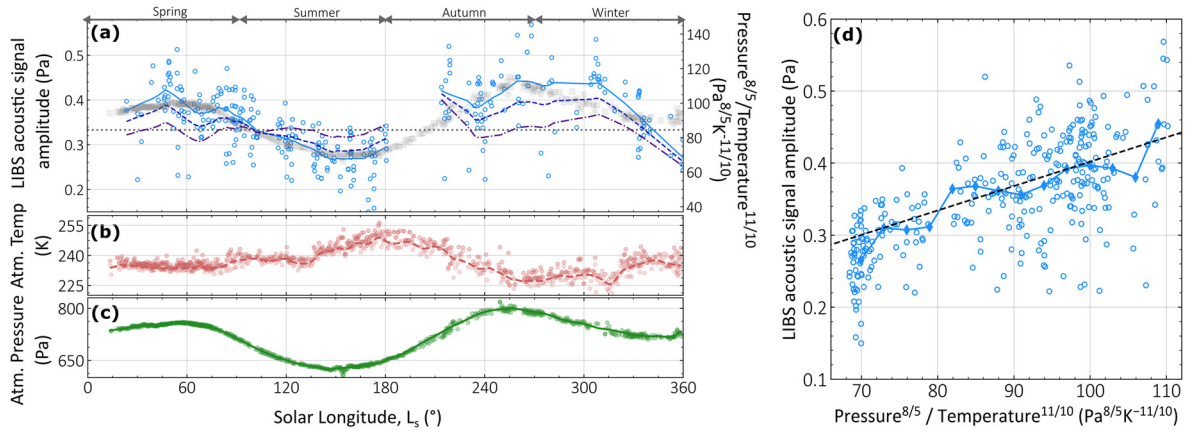 Spring Summer Autumn Winter
(a)
LIBS acoustic signal
amplitude (Pa)
0.5
0.4
0.3
0.2
140
120
100
80
60
40
Pressure⁸/⁵/Temperature¹¹/¹⁰
(Pa⁸/⁵K⁻¹¹/¹⁰)
(b)
Atm. Temp
(K)
255
240
225
(c)
Atm. Pressure
(Pa)
800
650
0 60 120 180 240 300 360
Solar Longitude, Lₛ (°)
(d)
LIBS acoustic signal amplitude (Pa)
0.6
0.5
0.4
0.3
0.2
0.1
70 80 90 100 110
Pressure⁸/⁵ / Temperature¹¹/¹⁰ (Pa⁸/⁵K⁻¹¹/¹⁰)